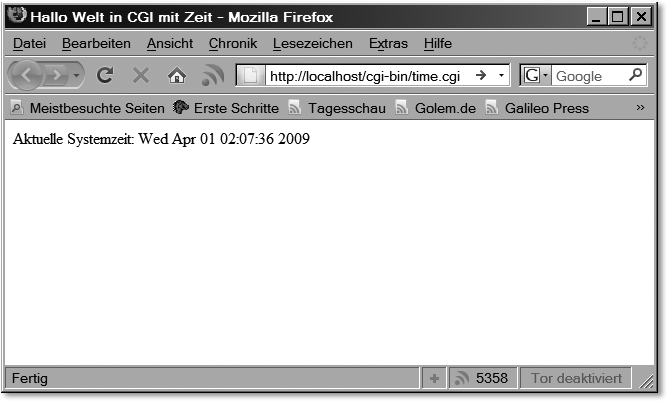 Hallo Welt in CGI mit Zeit - Mozilla Firefox
Datei Bearbeiten Ansicht Chronik Lesezeichen Extras Hilfe
http://localhost/cgi-bin/time.cgi G Google
Meistbesuchte Seiten Erste Schritte Tagesschau Golem.de Galileo Press »
Aktuelle Systemzeit: Wed Apr 01 02:07:36 2009
Fertig 5358 Tor deaktiviert